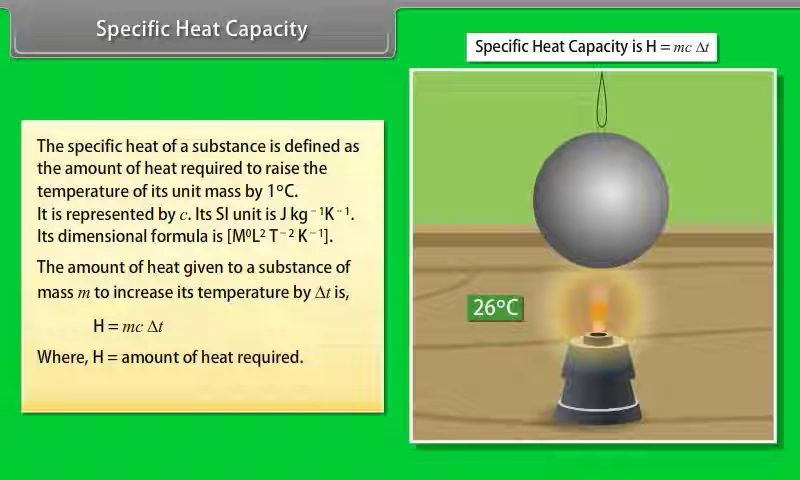 Specific Heat Capacity
Specific Heat Capacity is H = mc Δt
The specific heat of a substance is defined as
the amount of heat required to raise the
temperature of its unit mass by 1°C.
It is represented by c. Its SI unit is J kg⁻¹K⁻¹.
Its dimensional formula is [M⁰L² T⁻² K⁻¹].
The amount of heat given to a substance of
mass m to increase its temperature by Δt is,
H = mc Δt
Where, H = amount of heat required.
26°C